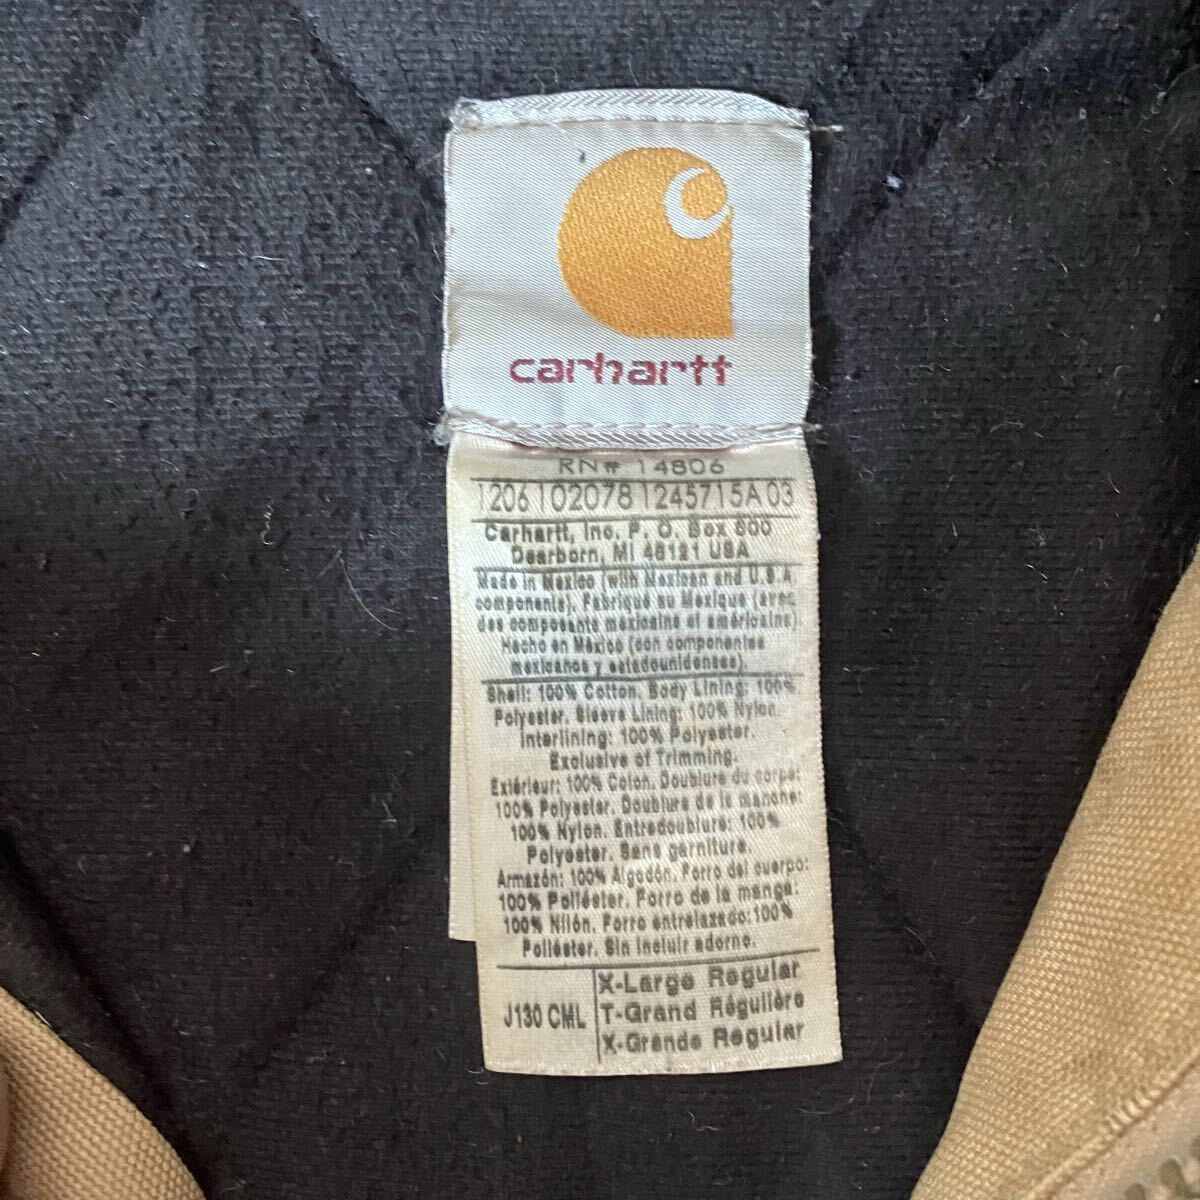 carhartt
RN# 14806
1206 102078 1245715A 03
Carhartt, Inc. P. O. Box 600
Dearborn, MI 48121 USA
Made in Mexico (with Mexican and U.S.A
components). Fabriqué au Mexique (avec
des composants mexicains et américains).
Hecho en México (con componentes
mexicanos y estadounidenses).
Shell: 100% Cotton. Body Lining: 100%
Polyester. Sleeve Lining: 100% Nylon.
Interlining: 100% Polyester.
Exclusive of Trimming.
Extérieur: 100% Coton. Doublure du corps:
100% Polyester. Doublure de la manche:
100% Nylon. Entredoublure: 100%
Polyester. Sans garniture.
Armazón: 100% Algodón. Forro del cuerpo:
100% Poliéster. Forro de la manga:
100% Nilón. Forro entrelazado:100%
Poliéster. Sin incluir adorno.
J130 CML
X-Large Regular
T-Grand Régulière
X-Grande Regular